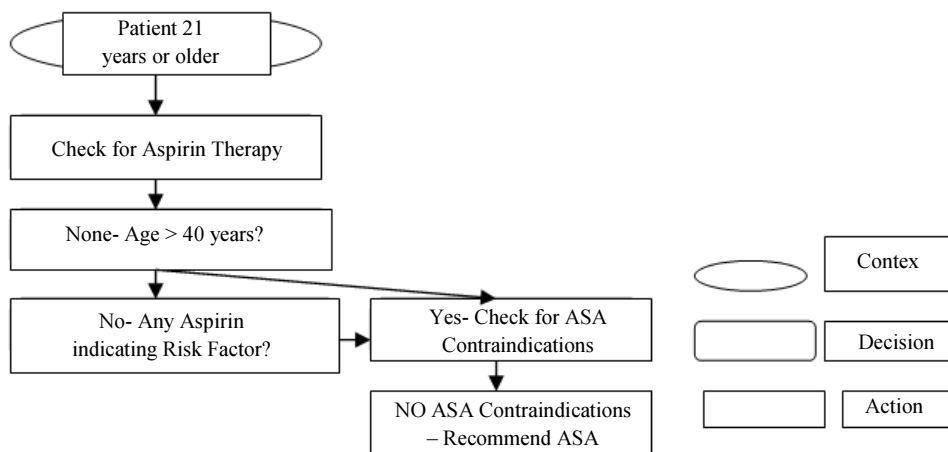 Patient 21
years or older
Check for Aspirin Therapy
None- Age > 40 years?
No- Any Aspirin
indicating Risk Factor?
Yes- Check for ASA
Contraindications
NO ASA Contraindications
– Recommend ASA
Contex
Decision
Action